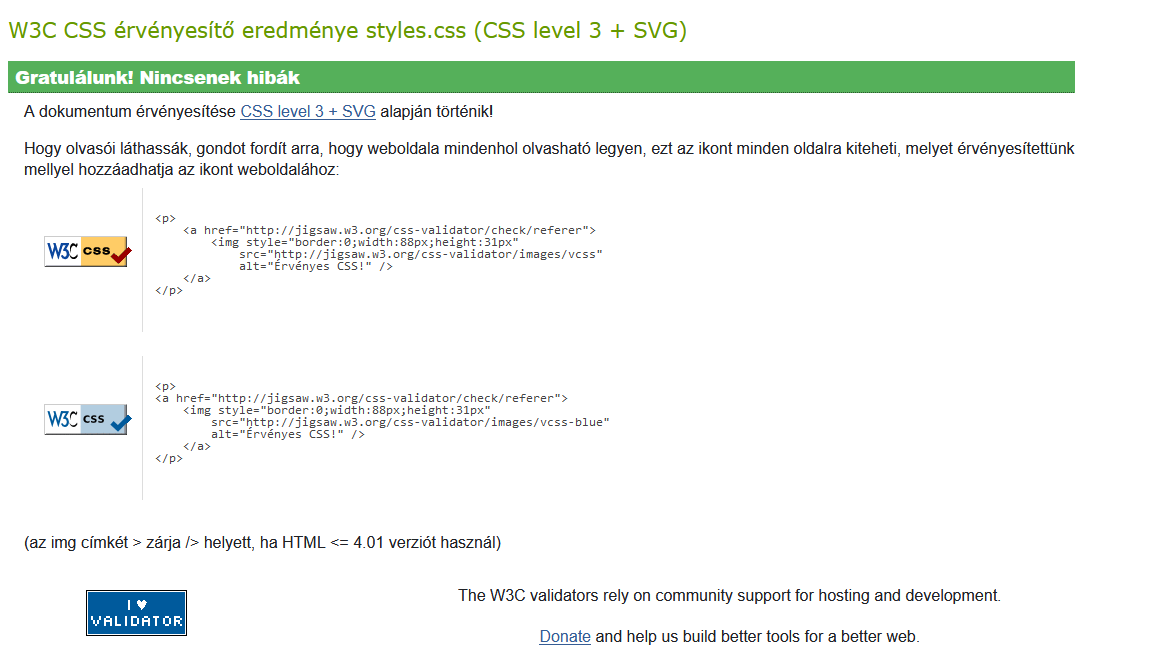 W3C CSS érvényesítő eredménye styles.css (CSS level 3 + SVG)
Gratulálunk! Nincsenek hibák
A dokumentum érvényesítése CSS level 3 + SVG alapján történik!
Hogy olvasói láthassák, gondot fordít arra, hogy weboldala mindenhol olvasható legyen, ezt az ikont minden oldalra kiteheti, melyet érvényesítettünk
mellyel hozzáadhatja az ikont weboldalához:
W3C css
<p>
<a href="http://jigsaw.w3.org/css-validator/check/referer">
<img style="border:0;width:88px;height:31px"
src="http://jigsaw.w3.org/css-validator/images/vcss"
alt="Érvényes CSS!" />
</a>
</p>
W3C css
<p>
<a href="http://jigsaw.w3.org/css-validator/check/referer">
<img style="border:0;width:88px;height:31px"
src="http://jigsaw.w3.org/css-validator/images/vcss-blue"
alt="Érvényes CSS!" />
</a>
</p>
(az img címkét > zárja /> helyett, ha HTML <= 4.01 verziót használ)
I ♥
VALIDATOR
The W3C validators rely on community support for hosting and development.
Donate and help us build better tools for a better web.